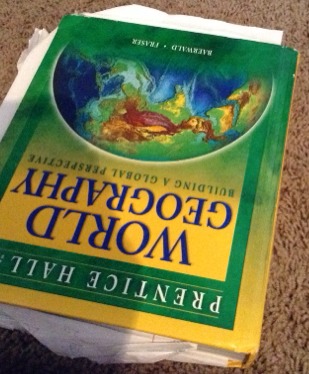 PRENTICE HALL
WORLD
GEOGRAPHY
BUILDING A GLOBAL PERSPECTIVE
BAERWALD • FRASER